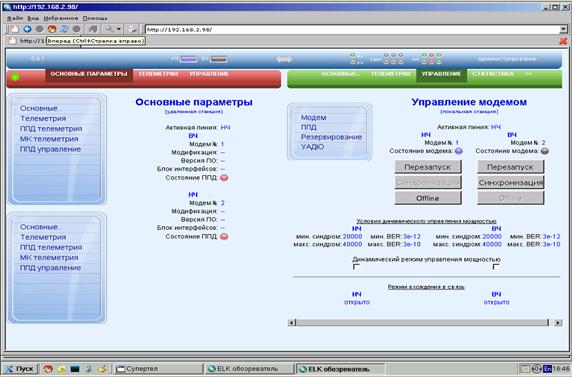 http://192.168.2.98/
Файл Вид Избранное Помощь
http://192.168.2.98/
http://1
Вперед (Ctrl+Стрелка вправо)
0.9.1
НЧ
ВЧ
администрирование
ОСНОВНЫЕ ПАРАМЕТРЫ ТЕЛЕМЕТРИЯ УПРАВЛЕНИЕ
ОСНОВНЫЕ.. ТЕЛЕМЕТРИЯ УПРАВЛЕНИЕ СТАТИСТИКА <<
Основные..
Телеметрия
ППД телеметрия
МК телеметрия
ППД управление
Основные..
Телеметрия
ППД телеметрия
МК телеметрия
ППД управление
Основные параметры
(удаленная станция)
Активная линия: НЧ
ВЧ
Модем №: 1
Модификация: --
Версия ПО: --
Блок интерфейсов: --
Состояние ППД:
НЧ
Модем №: 2
Модификация: --
Версия ПО: --
Блок интерфейсов: --
Состояние ППД:
Модем
ППД
Резервирование
УАДЮ
Управление модемом
(локальная станция)
Активная линия: НЧ
НЧ ВЧ
Модем №: 1 Модем №: 2
Состояние модема: Состояние модема:
Перезапуск Перезапуск
Синхронизация Синхронизация
Offline Offline
Условия динамического управления мощностью
НЧ ВЧ
мин. синдром: 20000 мин. BER: 3e-12 мин. синдром: 20000 мин. BER: 3e-12
макс. синдром: 40000 макс. BER: 3e-10 макс. синдром: 40000 макс. BER: 3e-10
Динамический режим управления мощностью
Режим вхождения в связь
НЧ ВЧ
открыто открыто
Пуск
Супертел
ELK обозреватель
ELK обозреватель
En 16:46